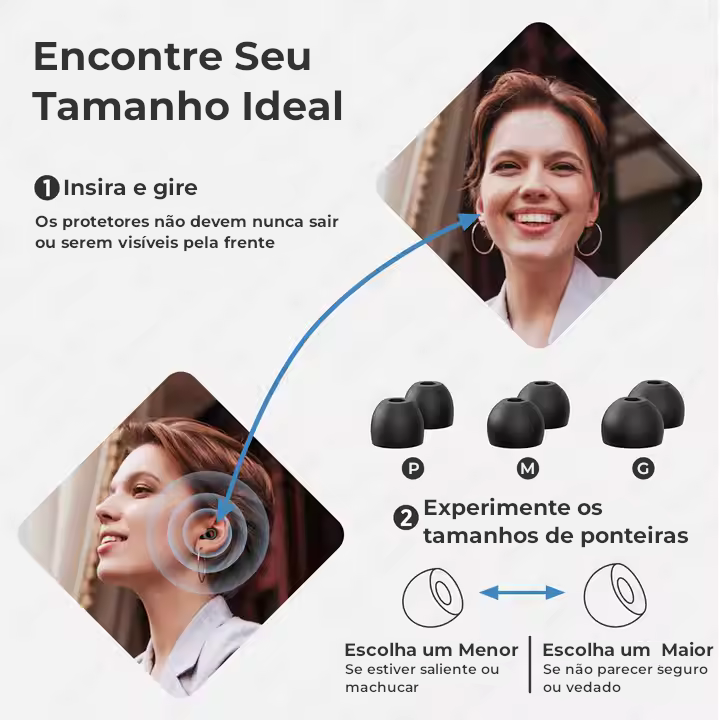 Encontre Seu
Tamanho Ideal
1 Insira e gire
Os protetores não devem nunca sair
ou serem visíveis pela frente
P
M
G
2 Experimente os
tamanhos de ponteiras
Escolha um Menor
Se estiver saliente ou
machucar
Escolha um Maior
Se não parecer seguro
ou vedado